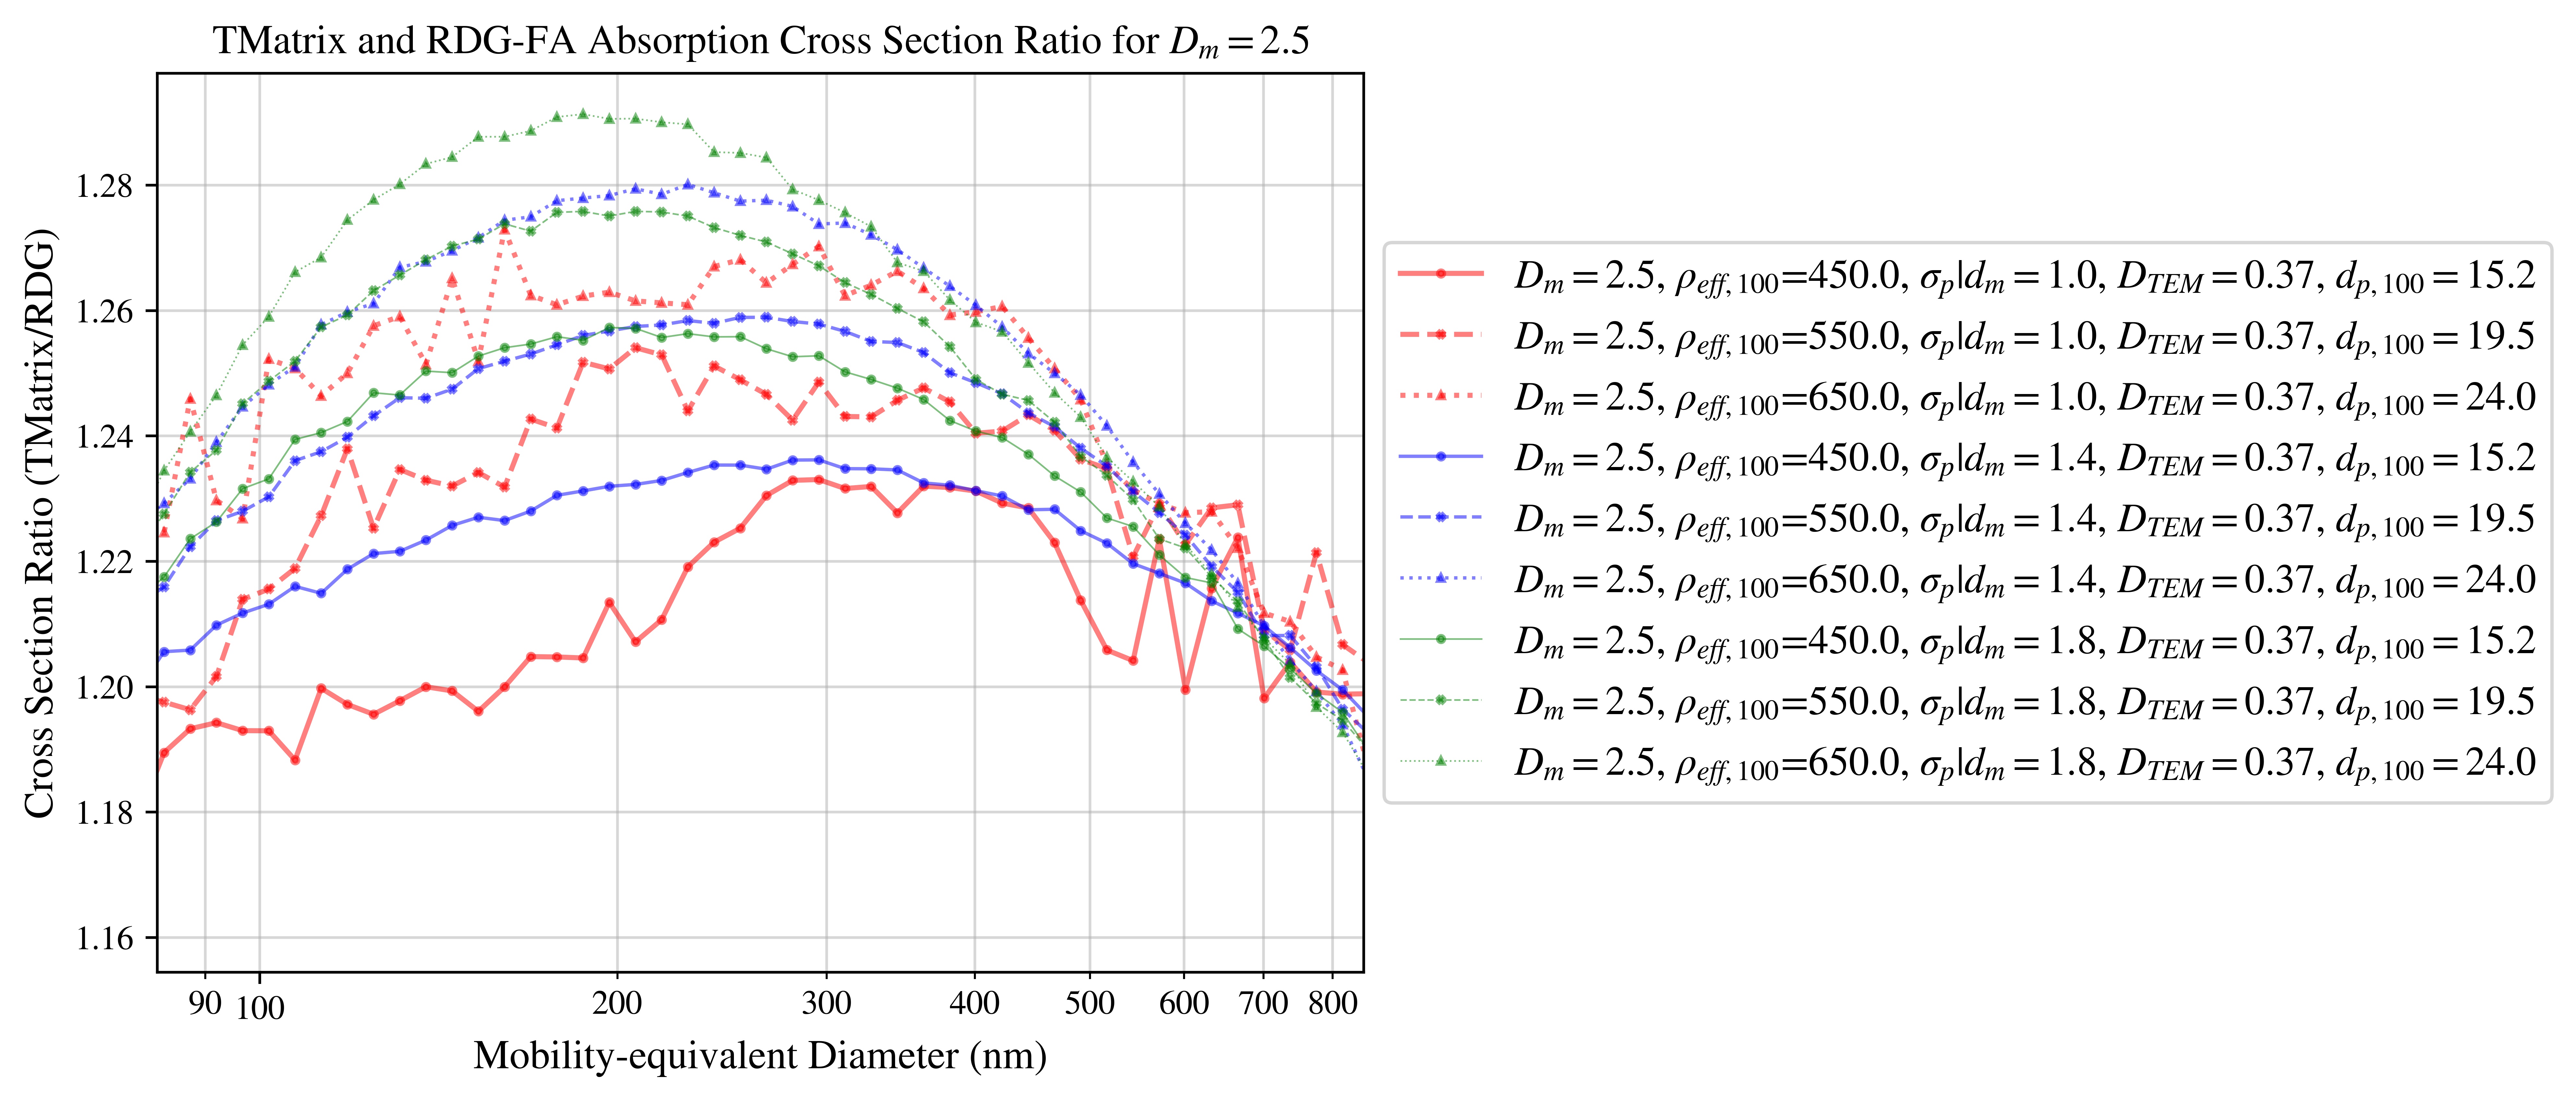 TMatrix and RDG-FA Absorption Cross Section Ratio for Dₘ = 2.5
Cross Section Ratio (TMatrix/RDG)
1.28
1.26
1.24
1.22
1.20
1.18
1.16
90 100 200 300 400 500 600 700 800
Mobility-equivalent Diameter (nm)
D_m = 2.5, ρ_eff,100=450.0, σ_p|d_m = 1.0, D_TEM = 0.37, d_p,100 = 15.2
D_m = 2.5, ρ_eff,100=550.0, σ_p|d_m = 1.0, D_TEM = 0.37, d_p,100 = 19.5
D_m = 2.5, ρ_eff,100=650.0, σ_p|d_m = 1.0, D_TEM = 0.37, d_p,100 = 24.0
D_m = 2.5, ρ_eff,100=450.0, σ_p|d_m = 1.4, D_TEM = 0.37, d_p,100 = 15.2
D_m = 2.5, ρ_eff,100=550.0, σ_p|d_m = 1.4, D_TEM = 0.37, d_p,100 = 19.5
D_m = 2.5, ρ_eff,100=650.0, σ_p|d_m = 1.4, D_TEM = 0.37, d_p,100 = 24.0
D_m = 2.5, ρ_eff,100=450.0, σ_p|d_m = 1.8, D_TEM = 0.37, d_p,100 = 15.2
D_m = 2.5, ρ_eff,100=550.0, σ_p|d_m = 1.8, D_TEM = 0.37, d_p,100 = 19.5
D_m = 2.5, ρ_eff,100=650.0, σ_p|d_m = 1.8, D_TEM = 0.37, d_p,100 = 24.0